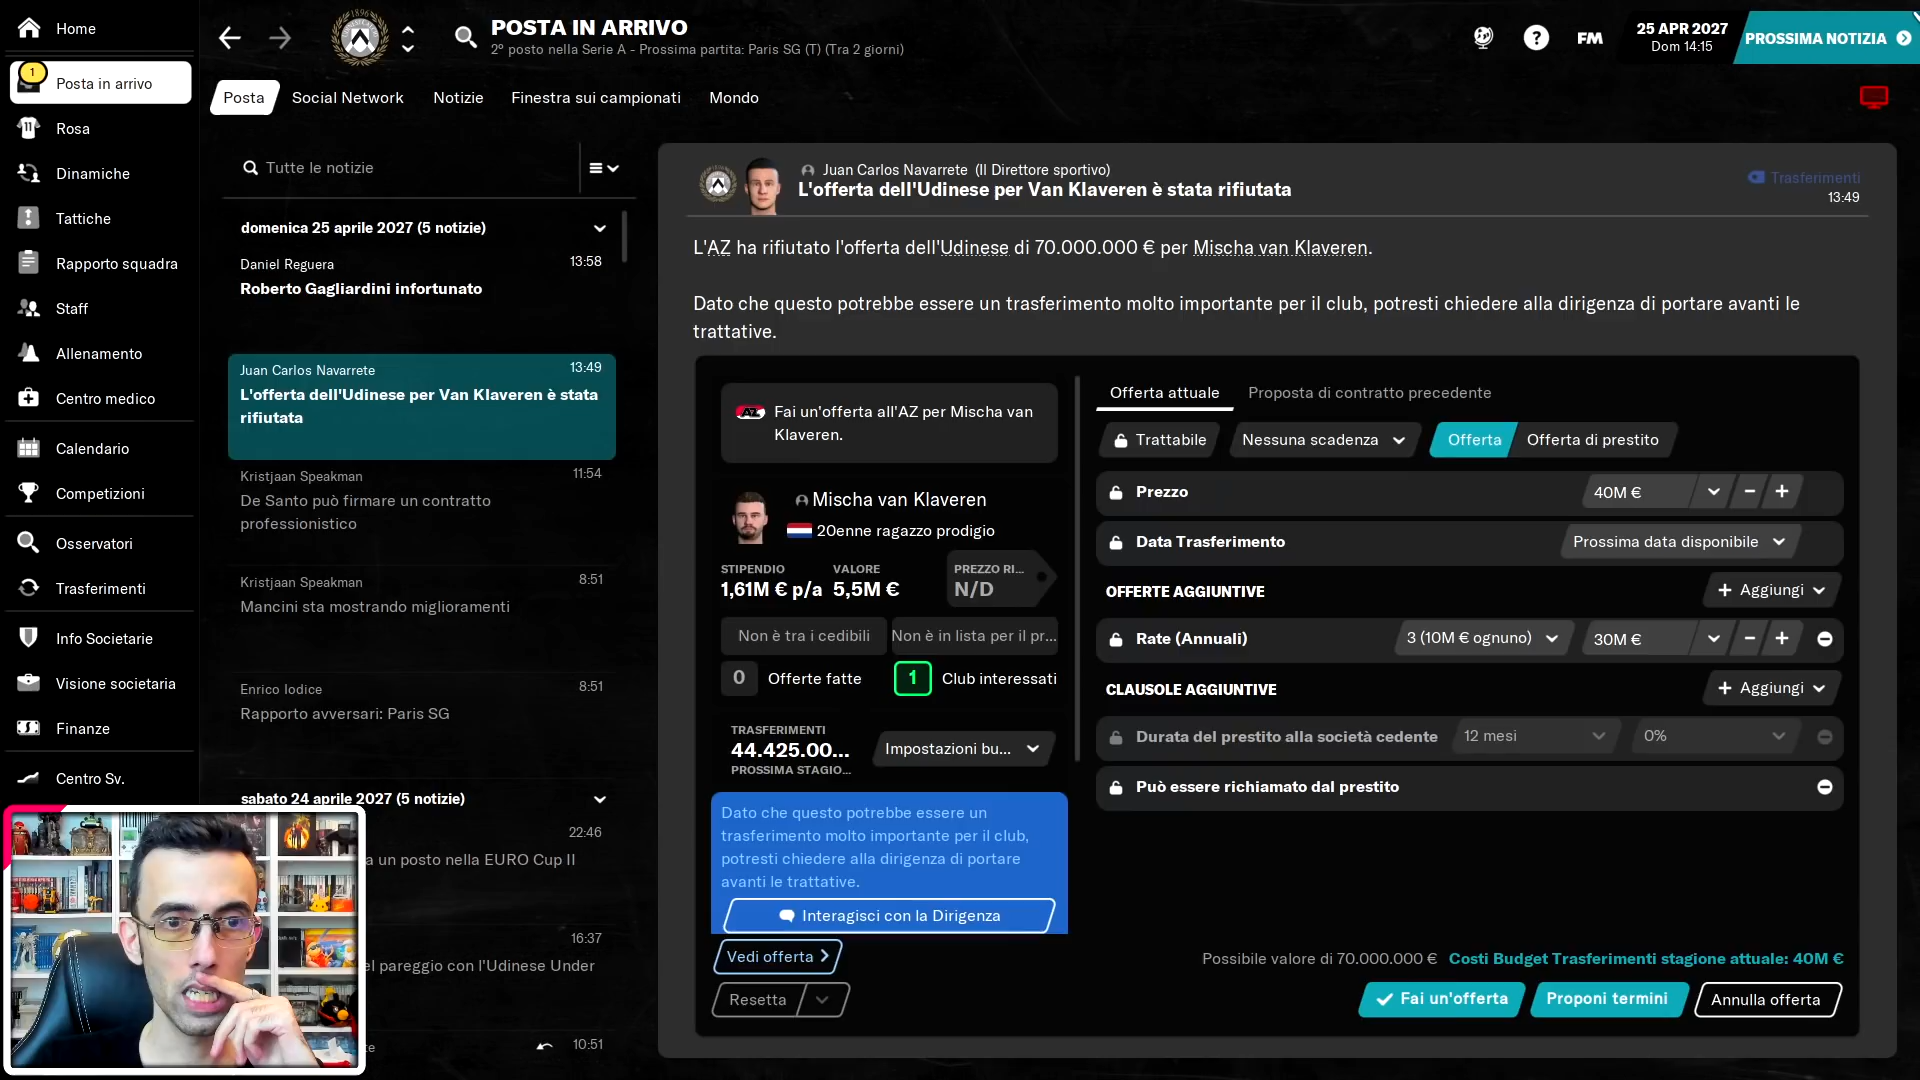 Home
1
Posta in arrivo
Rosa
Dinamiche
Tattiche
Rapporto squadra
Staff
Allenamento
Centro medico
Calendario
Competizioni
Osservatori
Trasferimenti
Info Societarie
Visione societaria
Finanze
Centro Sv.
1896
POSTA IN ARRIVO
2° posto nella Serie A - Prossima partita: Paris SG (T) (Tra 2 giorni)
FM
25 APR 2027
Dom 14:15
PROSSIMA NOTIZIA
Posta
Social Network
Notizie
Finestra sui campionati
Mondo
Tutte le notizie
domenica 25 aprile 2027 (5 notizie)
Daniel Reguera 13:58
Roberto Gagliardini infortunato
Juan Carlos Navarrete 13:49
L'offerta dell'Udinese per Van Klaveren è stata
rifiutata
Kristjaan Speakman 11:54
De Santo può firmare un contratto
professionistico
Kristjaan Speakman 8:51
Mancini sta mostrando miglioramenti
Enrico Iodice 8:51
Rapporto avversari: Paris SG
sabato 24 aprile 2027 (5 notizie)
22:46
a un posto nella EURO Cup II
16:37
el pareggio con l'Udinese Under
te 10:51
Juan Carlos Navarrete (Il Direttore sportivo)
L'offerta dell'Udinese per Van Klaveren è stata rifiutata
Trasferimenti
13:49
L'AZ ha rifiutato l'offerta dell'Udinese di 70.000.000 € per Mischa van Klaveren.
Dato che questo potrebbe essere un trasferimento molto importante per il club, potresti chiedere alla dirigenza di portare avanti le
trattative.
AZ
Fai un'offerta all'AZ per Mischa van
Klaveren.
Mischa van Klaveren
20enne ragazzo prodigio
STIPENDIO VALORE PREZZO RI...
1,61M € p/a 5,5M € N/D
Non è tra i cedibili Non è in lista per il pr...
0 Offerte fatte 1 Club interessati
TRASFERIMENTI
44.425.00... Impostazioni bu...
PROSSIMA STAGIO...
Dato che questo potrebbe essere un
trasferimento molto importante per il club,
potresti chiedere alla dirigenza di portare
avanti le trattative.
Interagisci con la Dirigenza
Vedi offerta
Resetta
Offerta attuale Proposta di contratto precedente
Trattabile Nessuna scadenza Offerta Offerta di prestito
Prezzo 40M € − +
Data Trasferimento Prossima data disponibile
OFFERTE AGGIUNTIVE + Aggiungi
Rate (Annuali) 3 (10M € ognuno) 30M € − +
CLAUSOLE AGGIUNTIVE + Aggiungi
Durata del prestito alla società cedente 12 mesi 0%
Può essere richiamato dal prestito
Possibile valore di 70.000.000 € Costi Budget Trasferimenti stagione attuale: 40M €
Fai un'offerta Proponi termini Annulla offerta